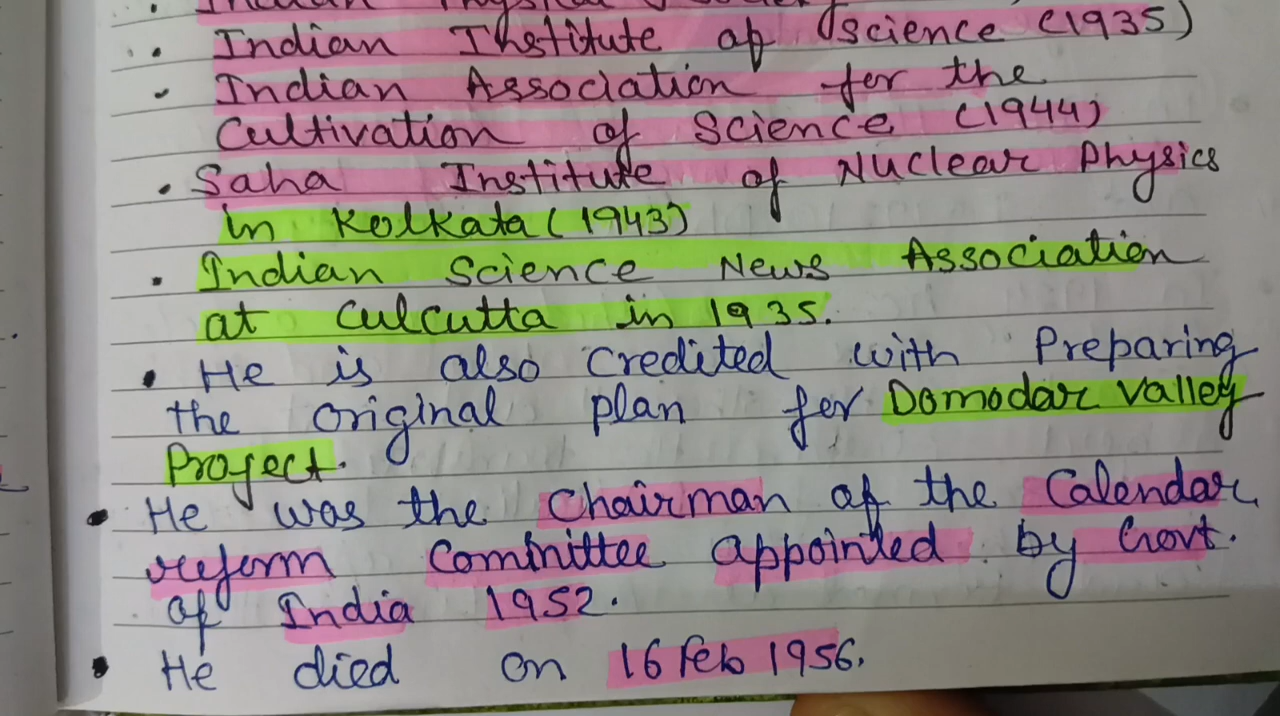 Indian Physical Society
• Indian Institute of Science (1935)
• Indian Association for the
Cultivation of Science (1944)
• Saha Institute of Nuclear Physics
in Kolkata (1943)
• Indian Science News Association
at Culcutta in 1935.
• He is also credited with Preparing
the original plan for Domodar Valley
Project.
• He was the Chairman of the Calendar
reform Committee appointed by Govt.
of India 1952.
• He died on 16 Feb 1956.